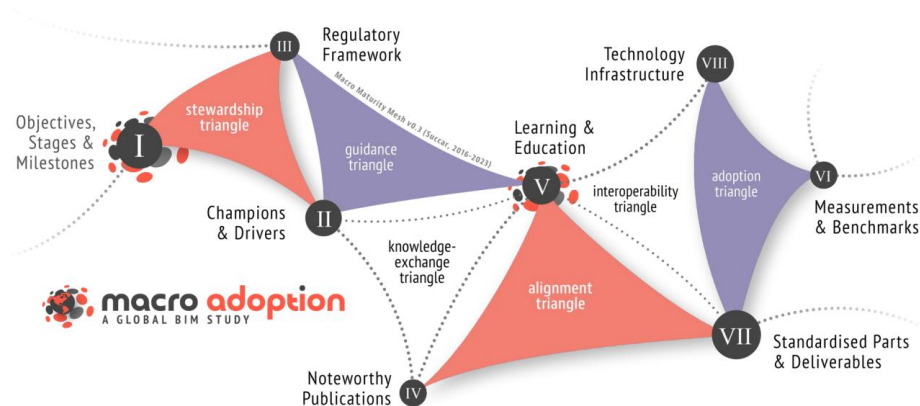 III
Regulatory
Framework
VIII
Technology
Infrastructure
stewardship
triangle
Macro Maturity Mesh v0.3 (Succar, 2016-2023)
Objectives,
Stages &
Milestones
I
guidance
triangle
Learning &
Education
V
interoperability
triangle
adoption
triangle
VI
Measurements
& Benchmarks
Champions
& Drivers
II
knowledge-
exchange
triangle
alignment
triangle
VII
Standardised Parts
& Deliverables
macro adoption
A GLOBAL BIM STUDY
Noteworthy
Publications
IV